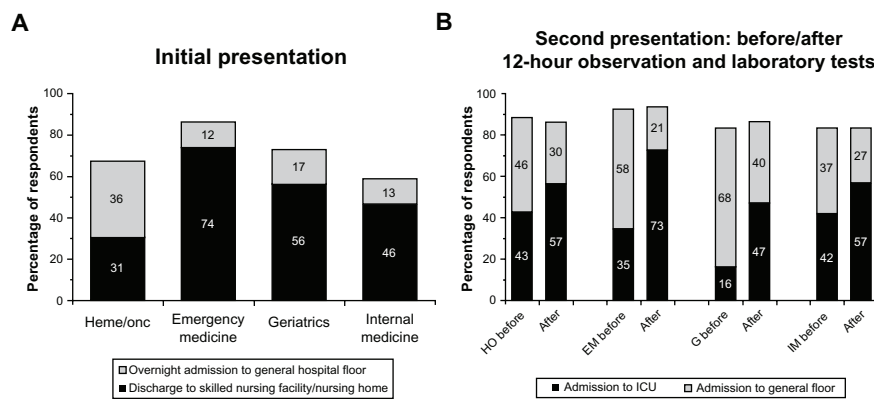 A
Initial presentation
Percentage of respondents
100
80
60
40
20
0
36
31
12
74
17
56
13
46
Heme/onc
Emergency
medicine
Geriatrics
Internal
medicine
Overnight admission to general hospital floor
Discharge to skilled nursing facility/nursing home
B
Second presentation: before/after
12-hour observation and laboratory tests
Percentage of respondents
100
80
60
40
20
0
46
43
30
57
58
35
21
73
68
16
40
47
37
42
27
57
HO before
After
EM before
After
G before
After
IM before
After
Admission to ICU
Admission to general floor